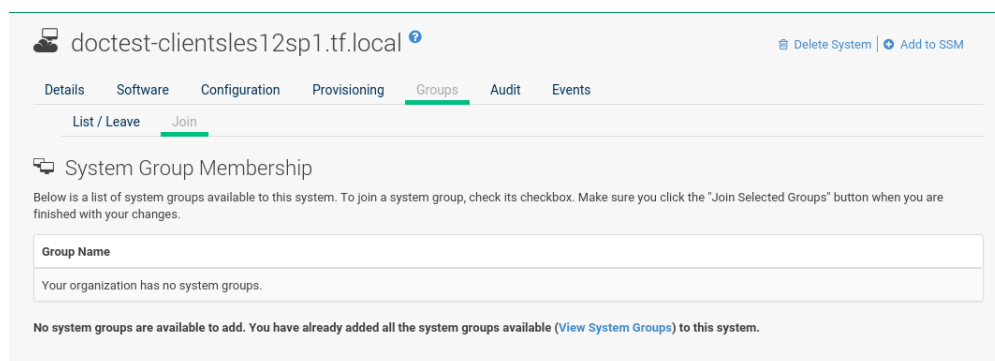 doctest-clientsles12sp1.tf.local ?
Delete System | Add to SSM
Details Software Configuration Provisioning Groups Audit Events
List / Leave Join
System Group Membership
Below is a list of system groups available to this system. To join a system group, check its checkbox. Make sure you click the "Join Selected Groups" button when you are
finished with your changes.
Group Name
Your organization has no system groups.
No system groups are available to add. You have already added all the system groups available (View System Groups) to this system.